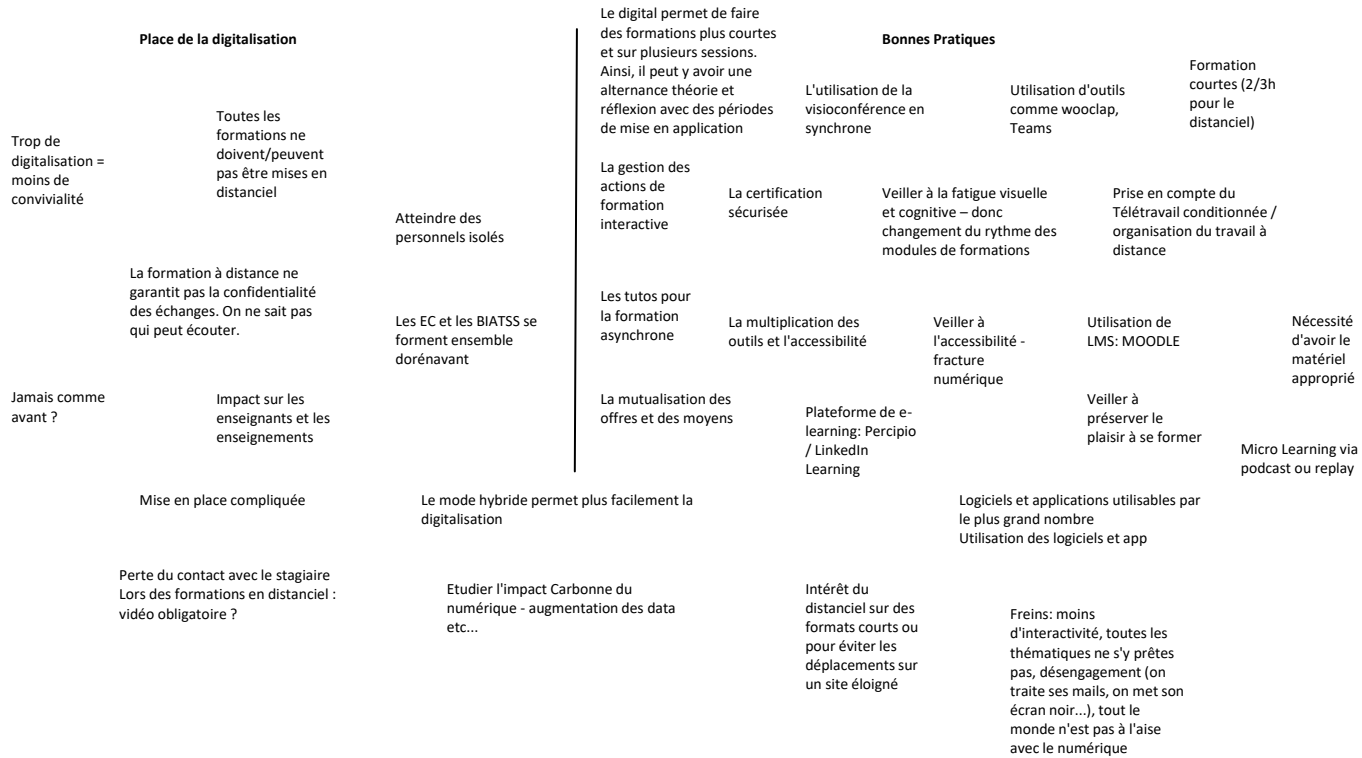 Place de la digitalisation
Trop de
digitalisation =
moins de
convivialité
Toutes les
formations ne
doivent/peuvent
pas être mises en
distanciel
Atteindre des
personnels isolés
La formation à distance ne
garantit pas la confidentialité
des échanges. On ne sait pas
qui peut écouter.
Les EC et les BIATSS se
forment ensemble
dorénavant
Jamais comme
avant ?
Impact sur les
enseignants et les
enseignements
Mise en place compliquée
Le mode hybride permet plus facilement la
digitalisation
Perte du contact avec le stagiaire
Lors des formations en distanciel :
vidéo obligatoire ?
Etudier l'impact Carbonne du
numérique - augmentation des data
etc...
Bonnes Pratiques
Le digital permet de faire
des formations plus courtes
et sur plusieurs sessions.
Ainsi, il peut y avoir une
alternance théorie et
réflexion avec des périodes
de mise en application
L'utilisation de la
visioconférence en
synchrone
Utilisation d'outils
comme wooclap,
Teams
Formation
courtes (2/3h
pour le
distanciel)
La gestion des
actions de
formation
interactive
La certification
sécurisée
Veiller à la fatigue visuelle
et cognitive – donc
changement du rythme des
modules de formations
Prise en compte du
Télétravail conditionnée /
organisation du travail à
distance
Les tutos pour
la formation
asynchrone
La multiplication des
outils et l'accessibilité
Veiller à
l'accessibilité -
fracture
numérique
Utilisation de
LMS: MOODLE
Nécessité
d'avoir le
matériel
approprié
La mutualisation des
offres et des moyens
Plateforme de e-
learning: Percipio
/ LinkedIn
Learning
Veiller à
préserver le
plaisir à se former
Micro Learning via
podcast ou replay
Logiciels et applications utilisables par
le plus grand nombre
Utilisation des logiciels et app
Intérêt du
distanciel sur des
formats courts ou
pour éviter les
déplacements sur
un site éloigné
Freins: moins
d'interactivité, toutes les
thématiques ne s'y prêtes
pas, désengagement (on
traite ses mails, on met son
écran noir...), tout le
monde n'est pas à l'aise
avec le numérique